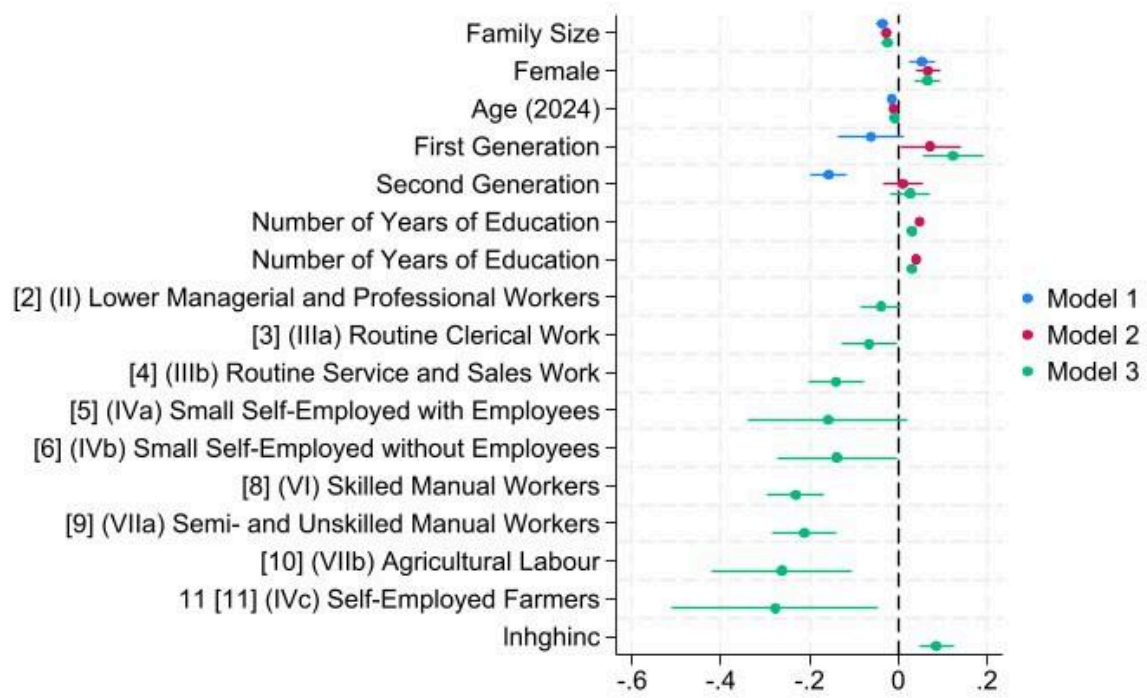 Family Size
Female
Age (2024)
First Generation
Second Generation
Number of Years of Education
Number of Years of Education
[2] (II) Lower Managerial and Professional Workers
[3] (IIIa) Routine Clerical Work
[4] (IIIb) Routine Service and Sales Work
[5] (IVa) Small Self-Employed with Employees
[6] (IVb) Small Self-Employed without Employees
[8] (VI) Skilled Manual Workers
[9] (VIIa) Semi- and Unskilled Manual Workers
[10] (VIIb) Agricultural Labour
11 [11] (IVc) Self-Employed Farmers
lnhghinc
-.6 -.4 -.2 0 .2
Model 1
Model 2
Model 3